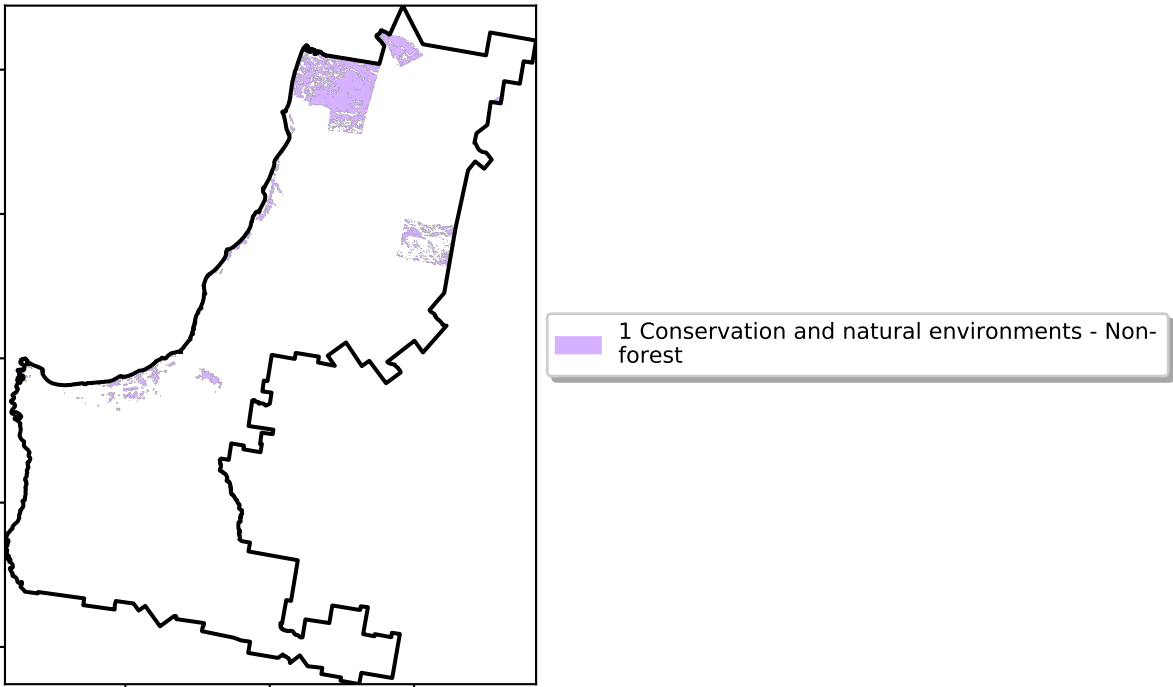 1 Conservation and natural environments - Non-
forest